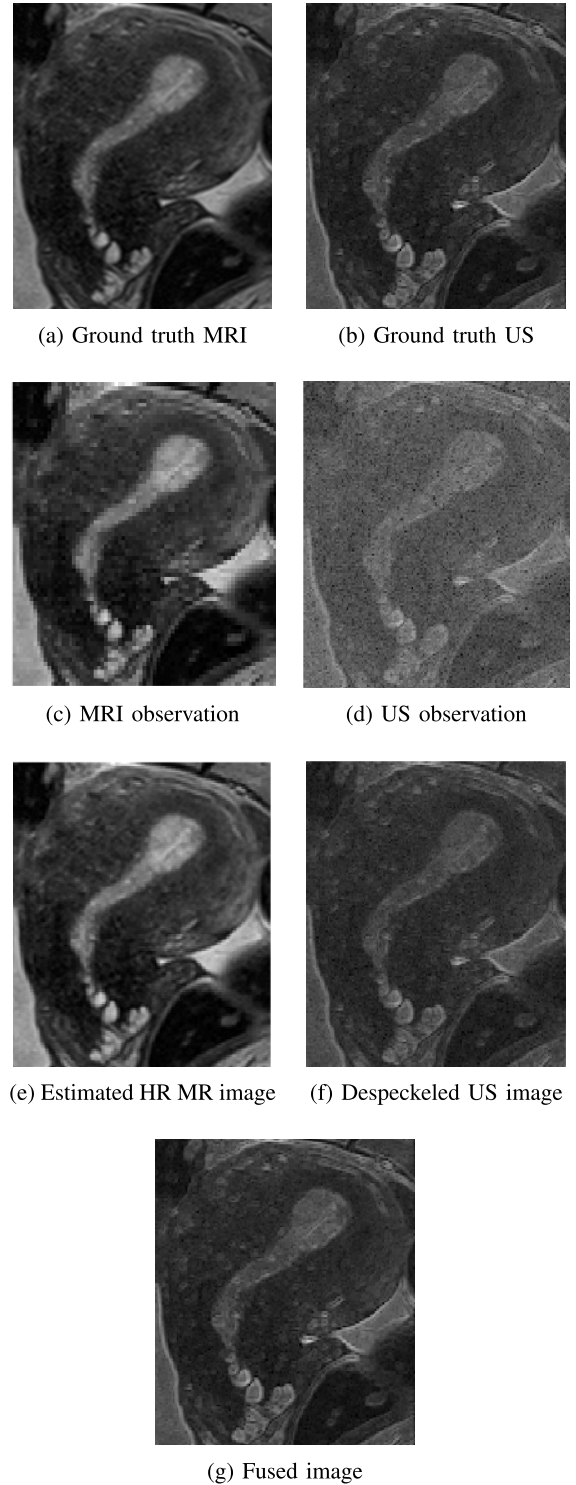 (a) Ground truth MRI
(b) Ground truth US
(c) MRI observation
(d) US observation
(e) Estimated HR MR image
(f) Despeckeled US image
(g) Fused image